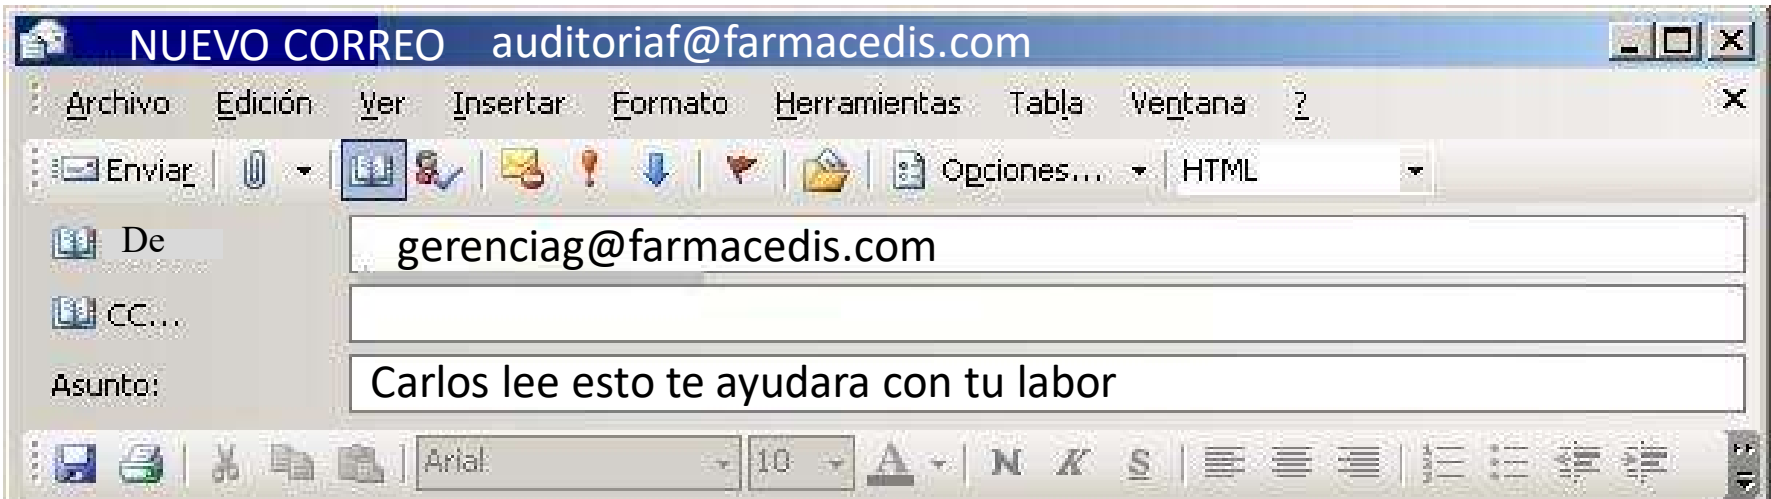 NUEVO CORREO auditoriaf@farmacedis.com
Archivo Edición Ver Insertar Formato Herramientas Tabla Ventana ?
Enviar Opciones... HTML
De gerenciag@farmacedis.com
CC...
Asunto: Carlos lee esto te ayudara con tu labor
Arial 10 A N K S